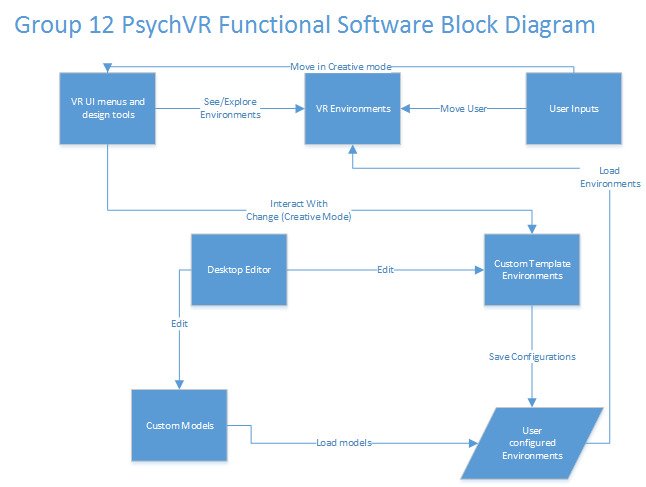 Group 12 PsychVR Functional Software Block Diagram
Move in Creative mode
VR UI menus and
design tools
See/Explore
Environments
VR Environments
Move User
User Inputs
Load
Environments
Interact With
Change (Creative Mode)
Desktop Editor
Edit
Custom Template
Environments
Edit
Save Configurations
Custom Models
Load models
User
configured
Environments